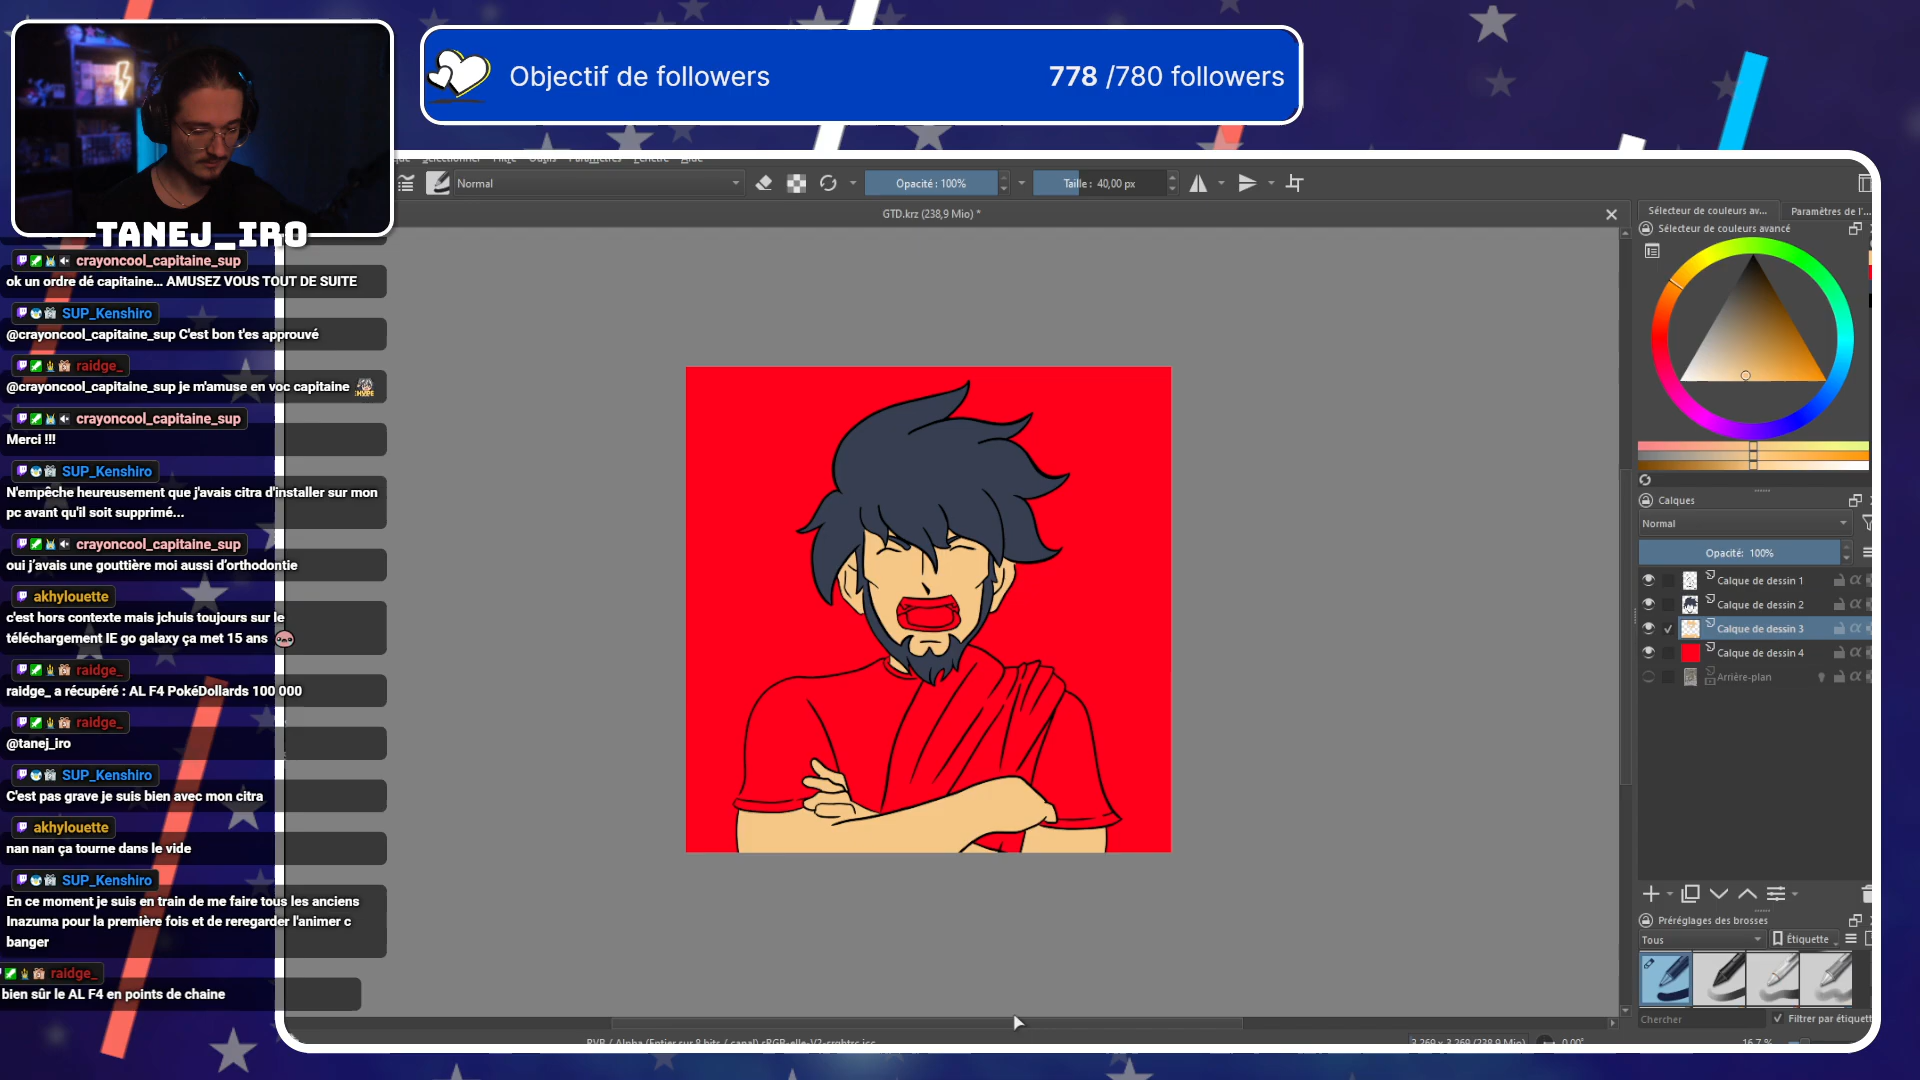 TANEJ_IRO
Objectif de followers
778 /780 followers
crayoncool_capitaine_sup
ok un ordre dé capitaine... AMUSEZ VOUS TOUT DE SUITE
SUP_Kenshiro
@crayoncool_capitaine_sup C'est bon t'es approuvé
raidge_
@crayoncool_capitaine_sup je m'amuse en voc capitaine
crayoncool_capitaine_sup
Merci !!!
SUP_Kenshiro
N'empêche heureusement que j'avais citra d'installer sur mon
pc avant qu'il soit supprimé...
crayoncool_capitaine_sup
oui j'avais une gouttière moi aussi d'orthodontie
akhylouette
c'est hors contexte mais jchuis toujours sur le
téléchargement IE go galaxy ça met 15 ans
raidge_
raidge_ a récupéré : AL F4 PokéDollards 100 000
raidge_
@tanej_iro
SUP_Kenshiro
C'est pas grave je suis bien avec mon citra
akhylouette
nan nan ça tourne dans le vide
SUP_Kenshiro
En ce moment je suis en train de me faire tous les anciens
Inazuma pour la première fois et de reregarder l'animer c
banger
raidge_
bien sûr le AL F4 en points de chaine
Normal
Opacité : 100%
Taille : 40,00 px
GTD.krz (238,9 Mio) *
Sélecteur de couleurs av...
Paramètres de l'...
Sélecteur de couleurs avancé
Calques
Normal
Opacité: 100%
Calque de dessin 1
Calque de dessin 2
Calque de dessin 3
Calque de dessin 4
Arrière-plan
Préréglages des brosses
Tous
Étiquette
Chercher
Filtrer par étiquett